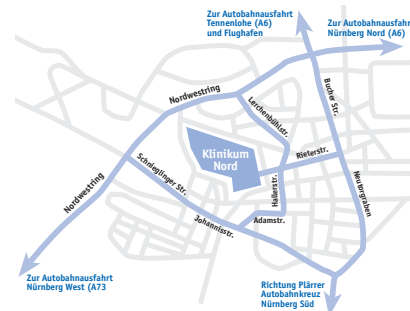 Zur Autobahnausfahrt
Tennenlohe (A6)
und Flughafen
Zur Autobahnausfahrt
Nürnberg Nord (A6)
Nordwestring
Bucher Str.
Lerchenbühlstr.
Klinikum
Nord
Rieterstr.
Schnieglinger Str.
Hallerstr.
Neutorgraben
Nordwestring
Johannisstr.
Adamstr.
Zur Autobahnausfahrt
Nürnberg West (A73
Richtung Plärrer
Autobahnkreuz
Nürnberg Süd